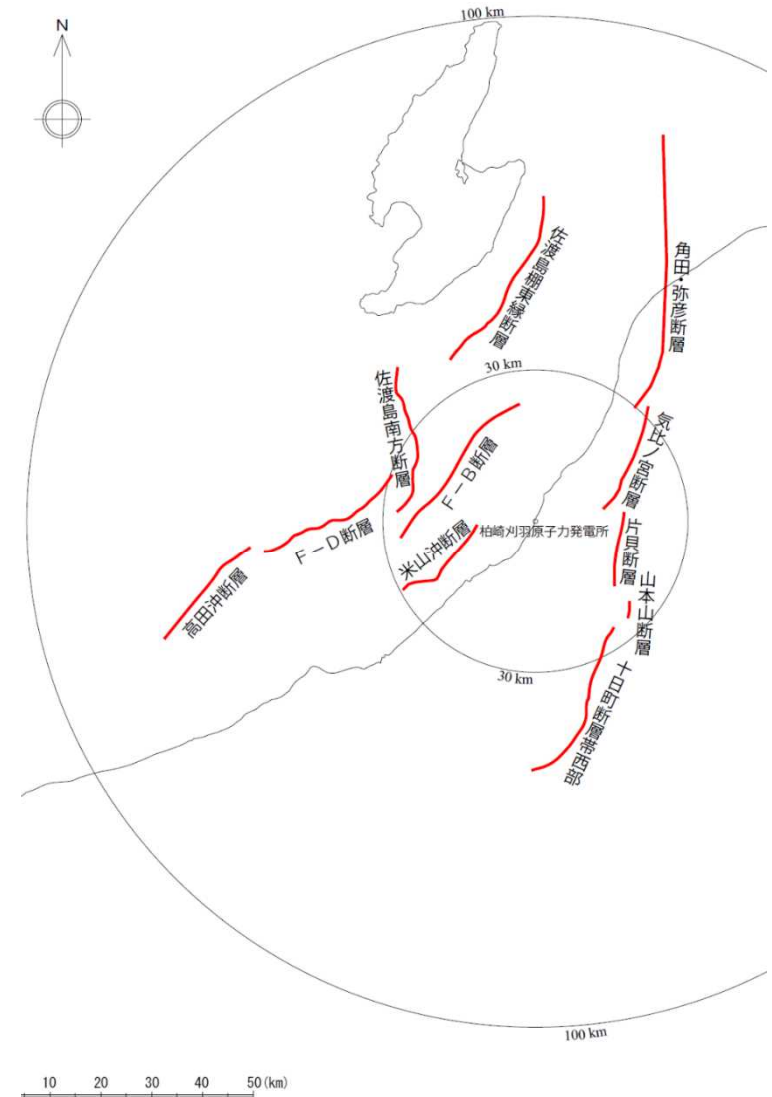 100 km
N
佐渡島棚東縁断層
角田・弥彦断層
30 km
佐渡島南方断層
気比ノ宮断層
F－B断層
柏崎刈羽原子力発電所
片貝断層
F－D断層
米山沖断層
山本山断層
高田沖断層
30 km
十日町断層帯西部
100 km
10 20 30 40 50(km)